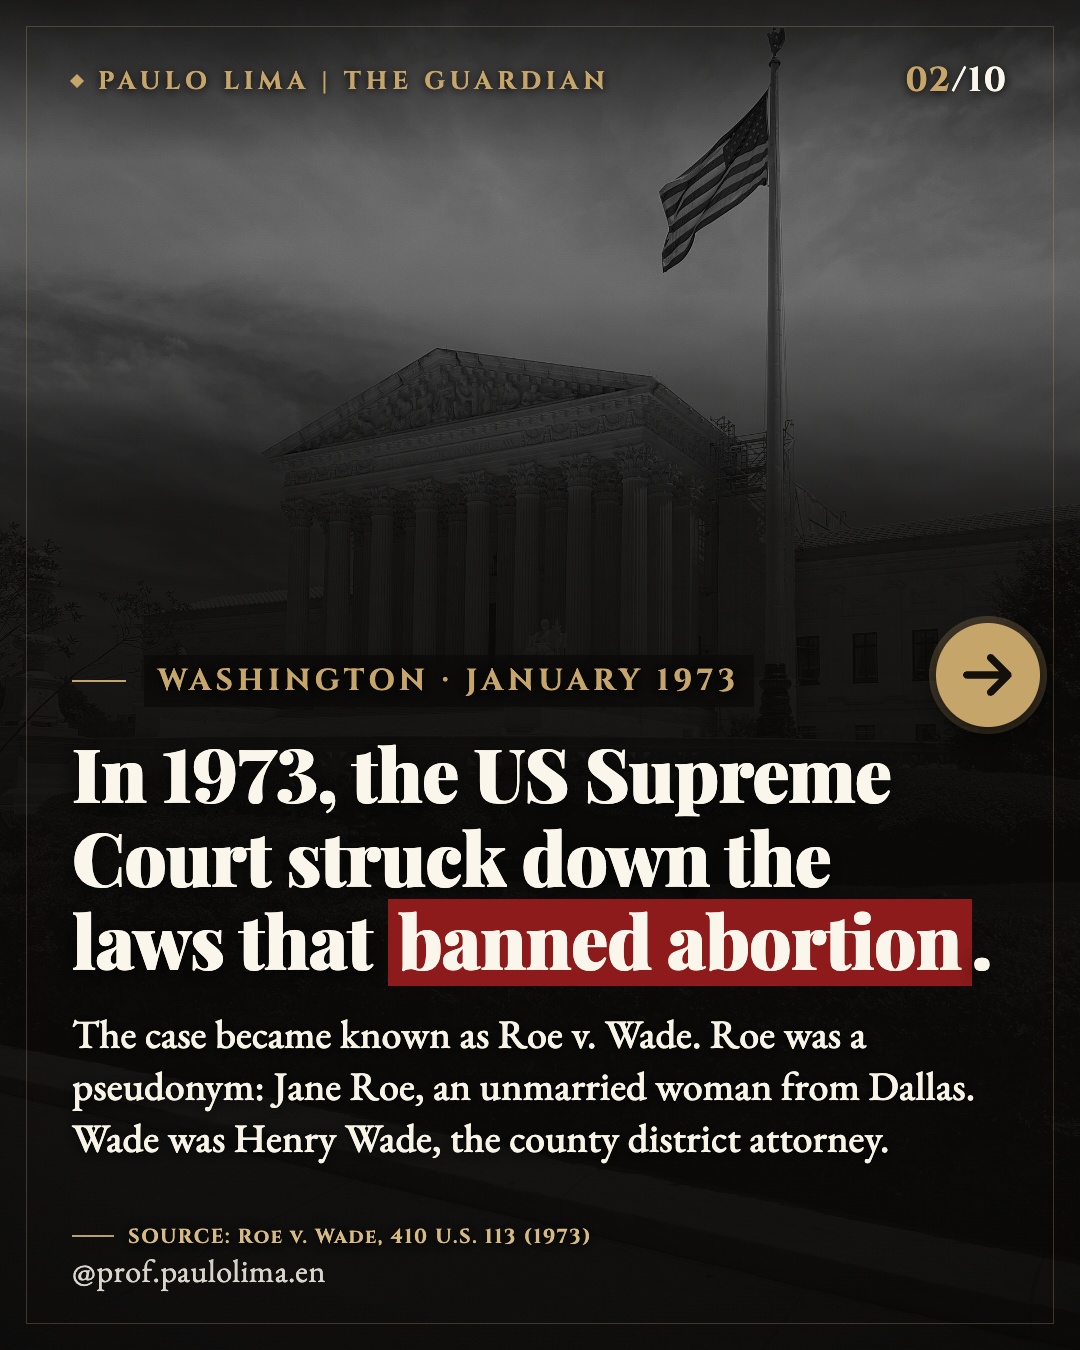 ◆ PAULO LIMA | THE GUARDIAN
02/10
WASHINGTON · JANUARY 1973
In 1973, the US Supreme
Court struck down the
laws that banned abortion.
The case became known as Roe v. Wade. Roe was a
pseudonym: Jane Roe, an unmarried woman from Dallas.
Wade was Henry Wade, the county district attorney.
SOURCE: Roe v. Wade, 410 U.S. 113 (1973)
@prof.paulolima.en